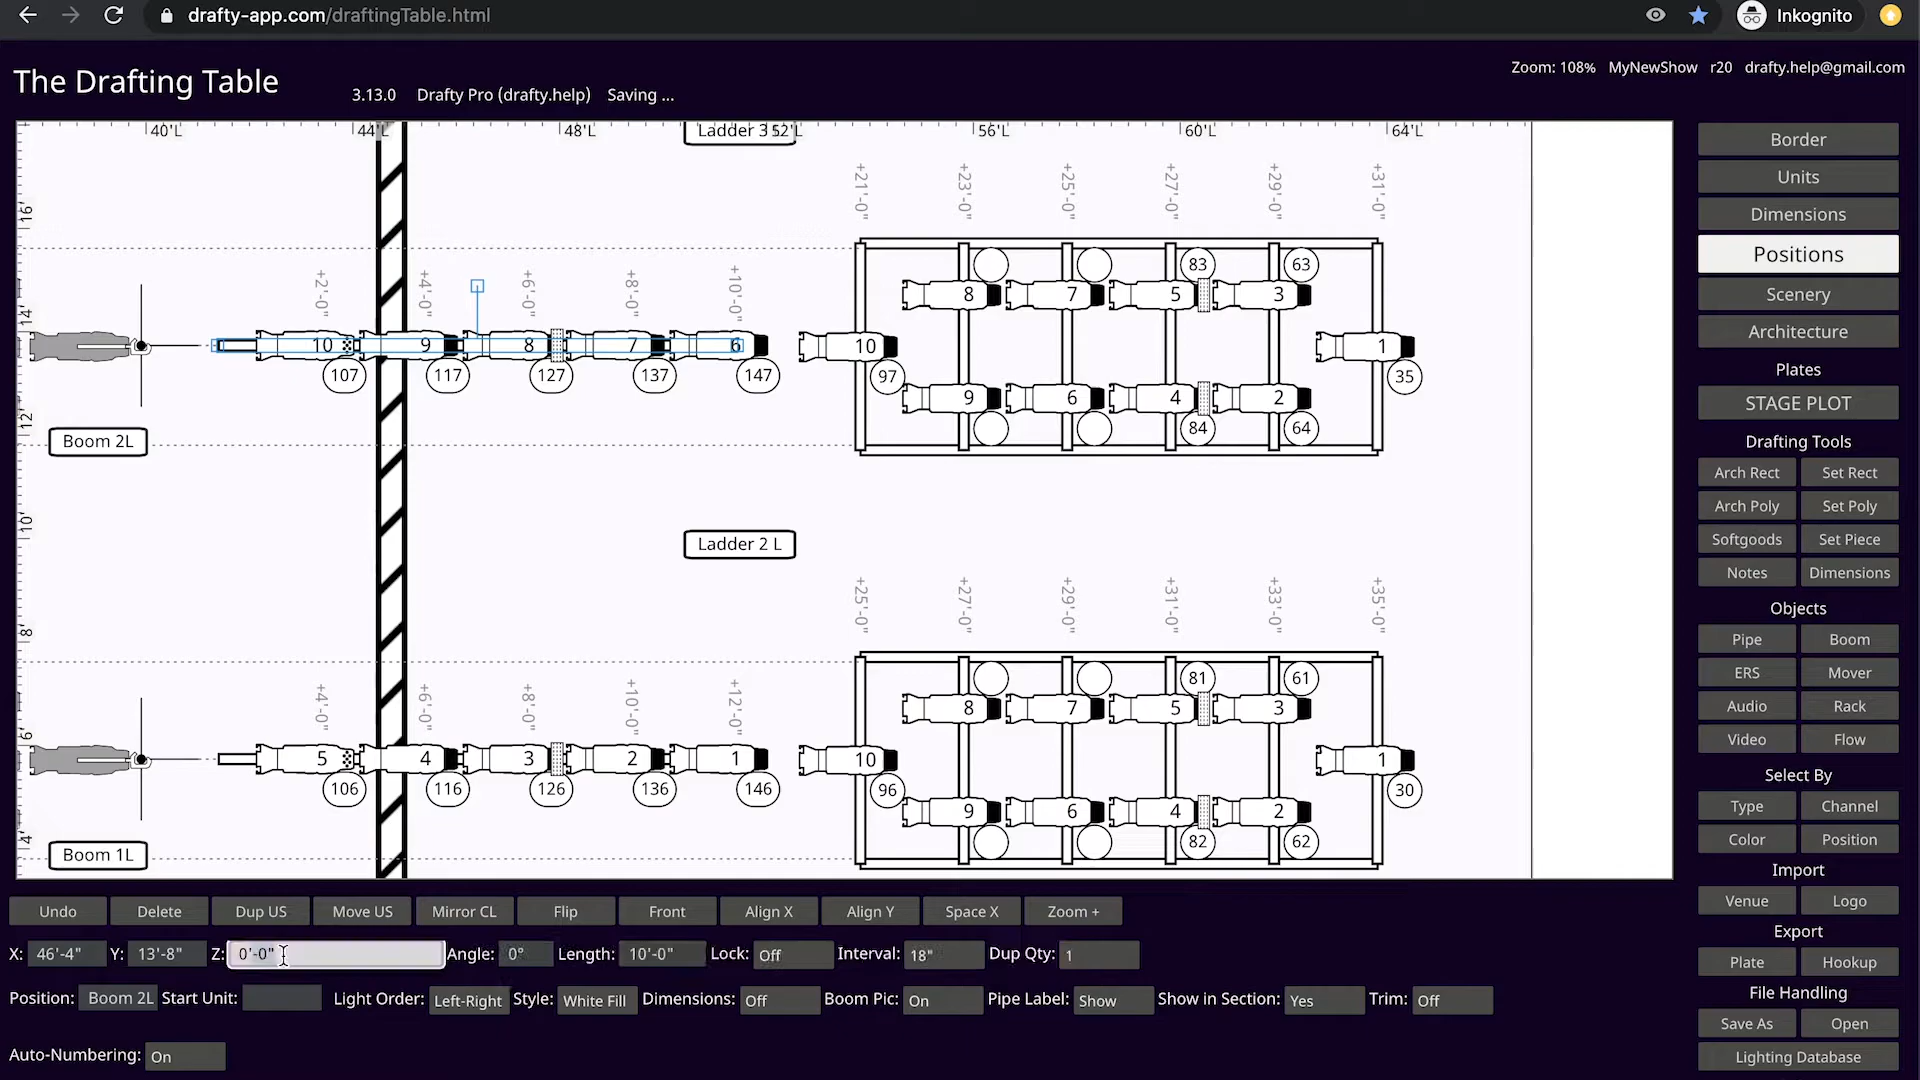 drafty-app.com/draftingTable.html
Inkognito
The Drafting Table
3.13.0 Drafty Pro (drafty.help) Saving ...
Zoom: 108% MyNewShow r20 drafty.help@gmail.com
40'L 44'L 48'L Ladder 3 52'L 56'L 60'L 64'L
+21'-0" +23'-0" +25'-0" +27'-0" +29'-0" +31'-0"
16'
83 63
+2'-0" +4'-0" +6'-0" +8'-0" +10'-0"
8 7 5 3
14'
10 9 8 7 6 10 1
107 117 127 137 147 97 35
9 6 4 2
12'
84 64
Boom 2L
10'
Ladder 2 L
+25'-0" +27'-0" +29'-0" +31'-0" +33'-0" +35'-0"
8'
81 61
+4'-0" +6'-0" +8'-0" +10'-0" +12'-0"
8 7 5 3
6'
5 4 3 2 1 10 1
106 116 126 136 146 96 30
9 6 4 2
4'
82 62
Boom 1L
Border
Units
Dimensions
Positions
Scenery
Architecture
Plates
STAGE PLOT
Drafting Tools
Arch Rect Set Rect
Arch Poly Set Poly
Softgoods Set Piece
Notes Dimensions
Objects
Pipe Boom
ERS Mover
Audio Rack
Video Flow
Select By
Type Channel
Color Position
Import
Venue Logo
Export
Plate Hookup
File Handling
Save As Open
Lighting Database
Undo Delete Dup US Move US Mirror CL Flip Front Align X Align Y Space X Zoom +
X: 46'-4" Y: 13'-8" Z: 0'-0" Angle: 0° Length: 10'-0" Lock: Off Interval: 18" Dup Qty: 1
Position: Boom 2L Start Unit: Light Order: Left-Right Style: White Fill Dimensions: Off Boom Pic: On Pipe Label: Show Show in Section: Yes Trim: Off
Auto-Numbering: On